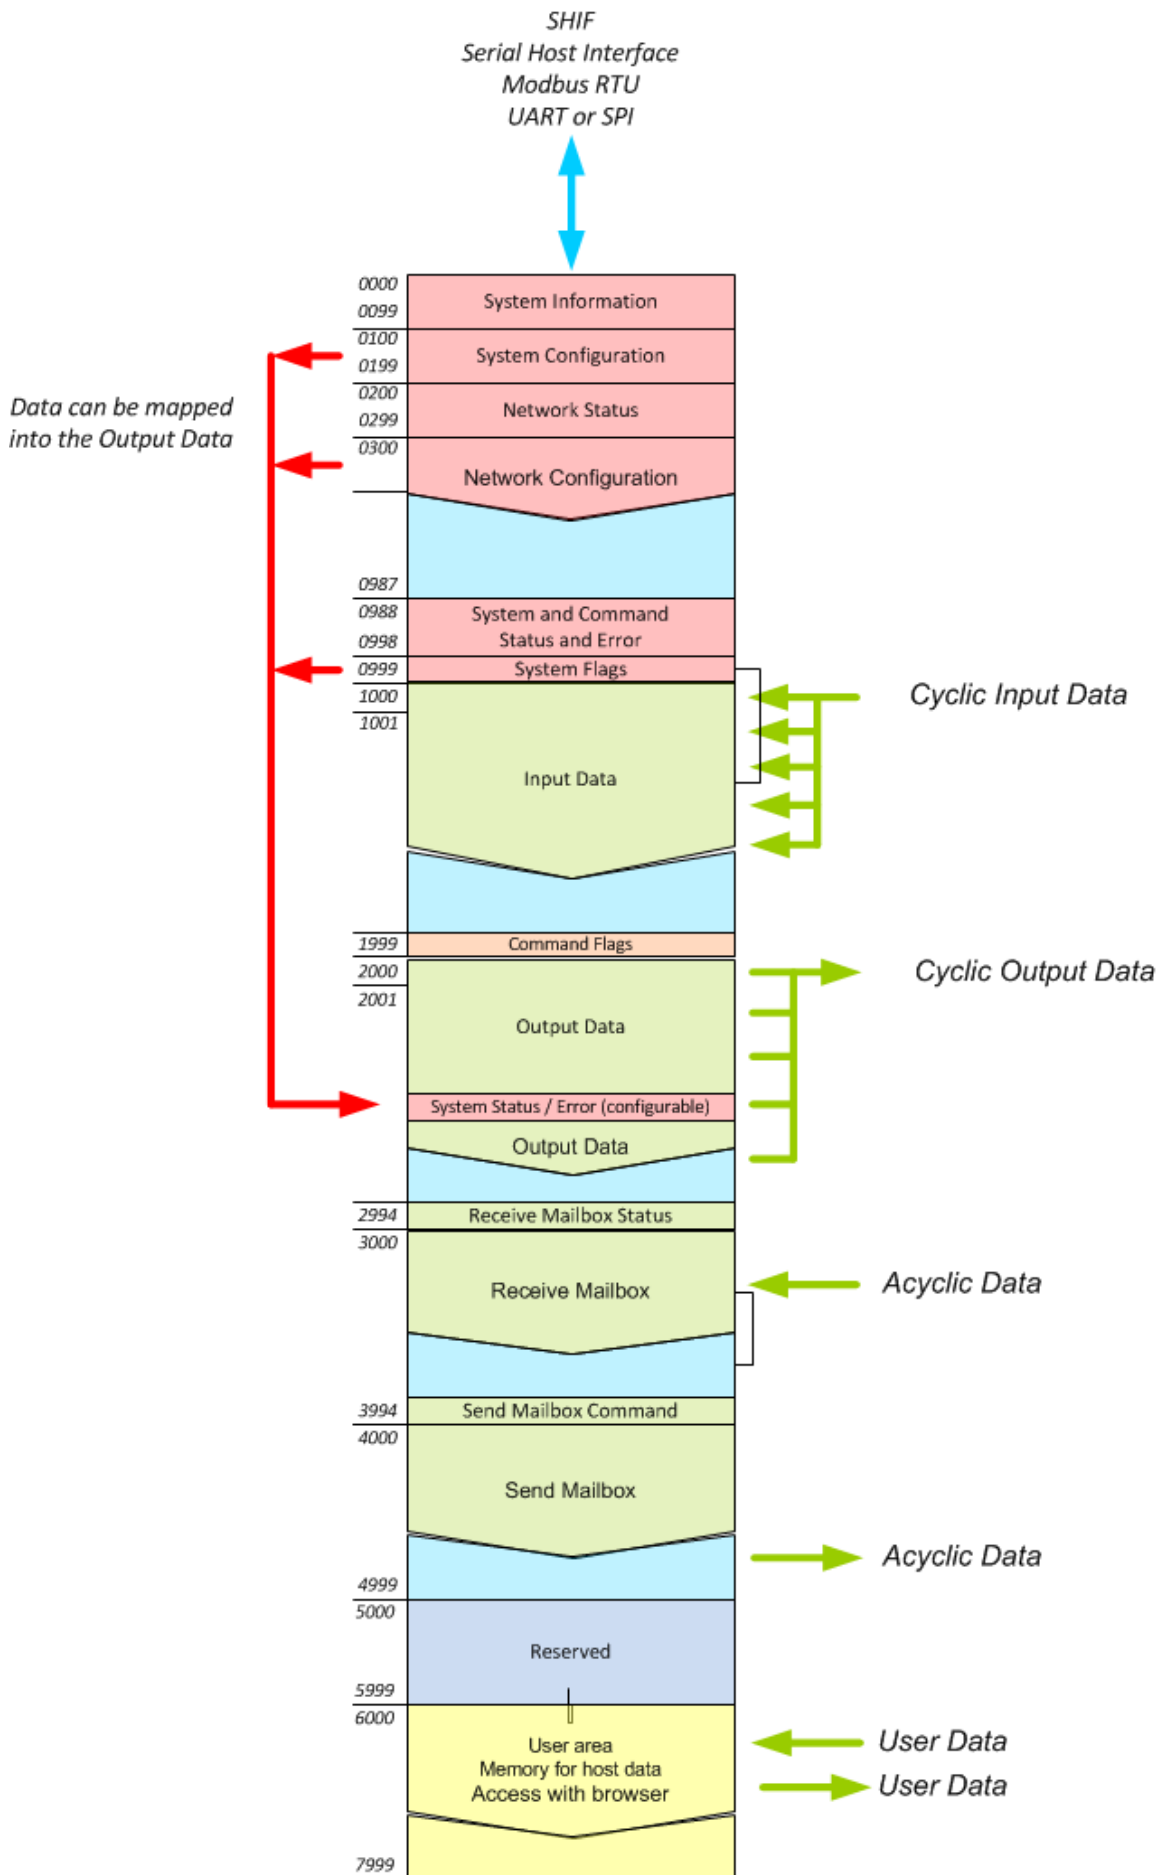 SHIF
Serial Host Interface
Modbus RTU
UART or SPI
0000
System Information
0099
0100
System Configuration
0199
0200
Data can be mapped
into the Output Data
Network Status
0299
0300
Network Configuration
0987
0988
System and Command
Status and Error
0998
0999
System Flags
1000
Cyclic Input Data
1001
Input Data
1999
Command Flags
2000
Cyclic Output Data
2001
Output Data
System Status / Error (configurable)
Output Data
2994
Receive Mailbox Status
3000
Receive Mailbox
Acyclic Data
3994
Send Mailbox Command
4000
Send Mailbox
Acyclic Data
4999
5000
Reserved
5999
6000
User area
Memory for host data
Access with browser
User Data
User Data
7999